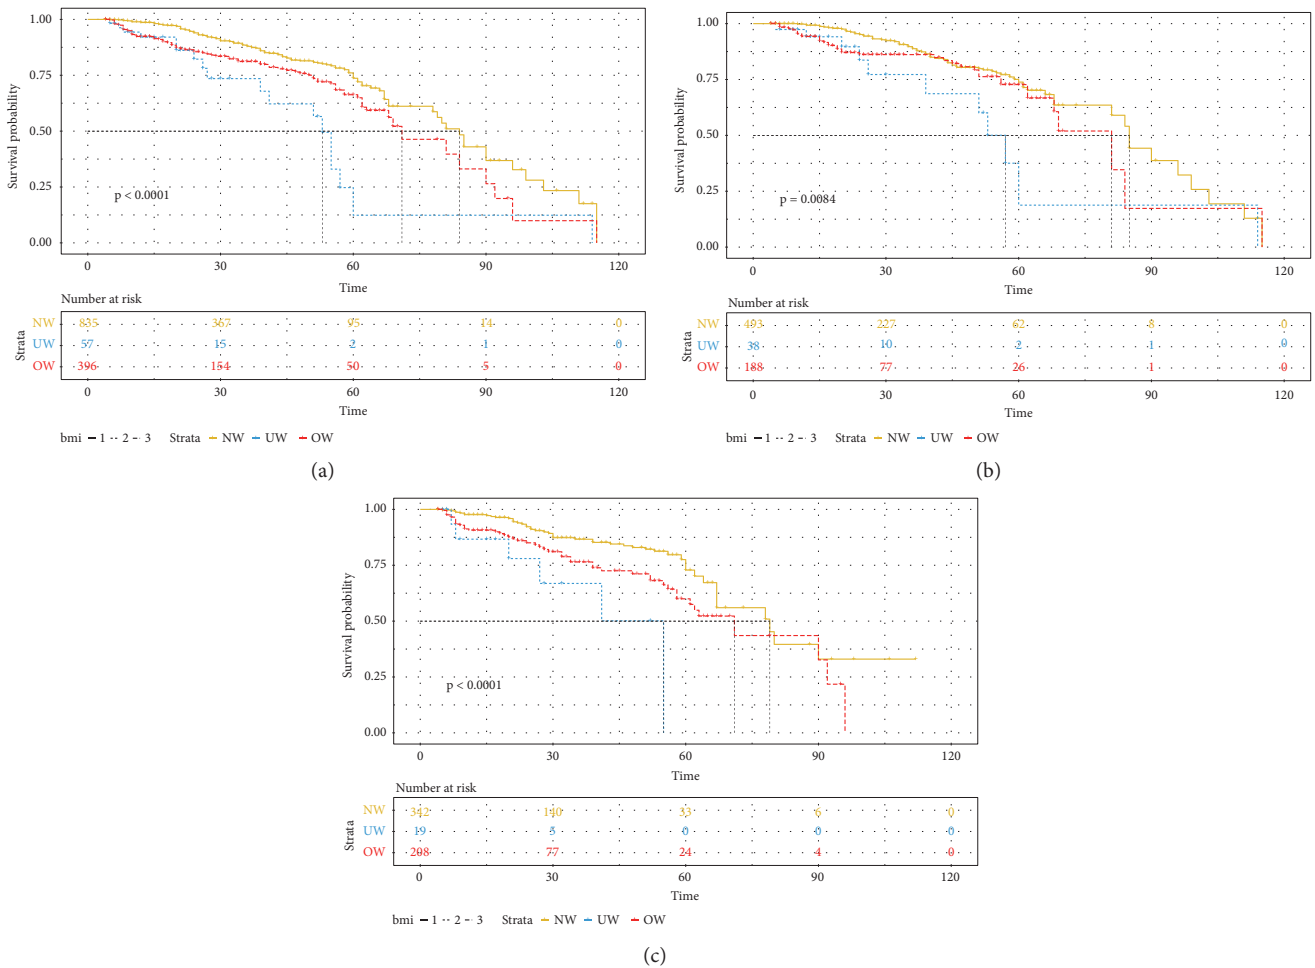 1.00
0.75
0.50
0.25
0.00
Survival probability
p < 0.0001
0 30 60 90 120
Time
Number at risk
Strata
NW 835 367 95 14 0
UW 57 15 2 1 0
OW 396 154 50 5 0
0 30 60 90 120
Time
bmi 1 2 3 Strata NW UW OW
(a)
1.00
0.75
0.50
0.25
0.00
Survival probability
p = 0.0084
0 30 60 90 120
Time
Number at risk
Strata
NW 493 227 62 8 0
UW 38 10 2 1 0
OW 188 77 26 1 0
0 30 60 90 120
Time
bmi 1 2 3 Strata NW UW OW
(b)
1.00
0.75
0.50
0.25
0.00
Survival probability
p < 0.0001
0 30 60 90 120
Time
Number at risk
Strata
NW 342 140 33 6 0
UW 19 5 0 0 0
OW 208 77 24 4 0
0 30 60 90 120
Time
bmi 1 2 3 Strata NW UW OW
(c)